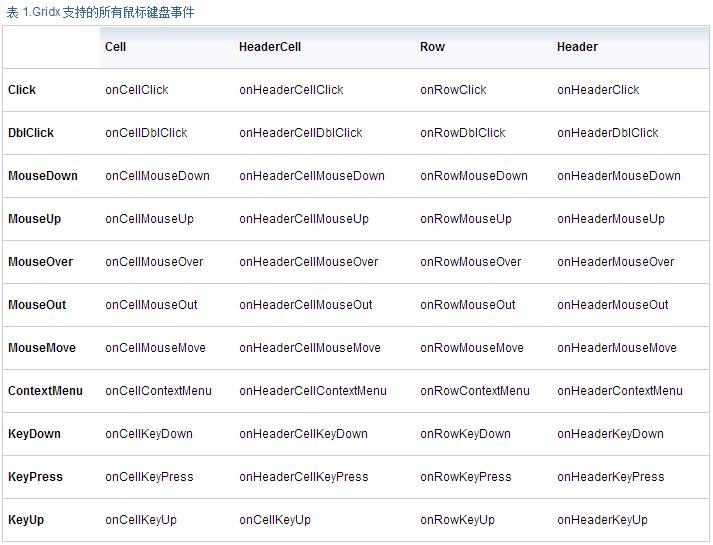 表 1.Gridx 支持的所有鼠标键盘事件
Cell HeaderCell Row Header
Click onCellClick onHeaderCellClick onRowClick onHeaderClick
DblClick onCellDblClick onHeaderCellDblClick onRowDblClick onHeaderDblClick
MouseDown onCellMouseDown onHeaderCellMouseDown onRowMouseDown onHeaderMouseDown
MouseUp onCellMouseUp onHeaderCellMouseUp onRowMouseUp onHeaderMouseUp
MouseOver onCellMouseOver onHeaderCellMouseOver onRowMouseOver onHeaderMouseOver
MouseOut onCellMouseOut onHeaderCellMouseOut onRowMouseOut onHeaderMouseOut
MouseMove onCellMouseMove onHeaderCellMouseMove onRowMouseMove onHeaderMouseMove
ContextMenu onCellContextMenu onHeaderCellContextMenu onRowContextMenu onHeaderContextMenu
KeyDown onCellKeyDown onHeaderCellKeyDown onRowKeyDown onHeaderKeyDown
KeyPress onCellKeyPress onHeaderCellKeyPress onRowKeyPress onHeaderKeyPress
KeyUp onCellKeyUp onCellKeyUp onRowKeyUp onHeaderKeyUp